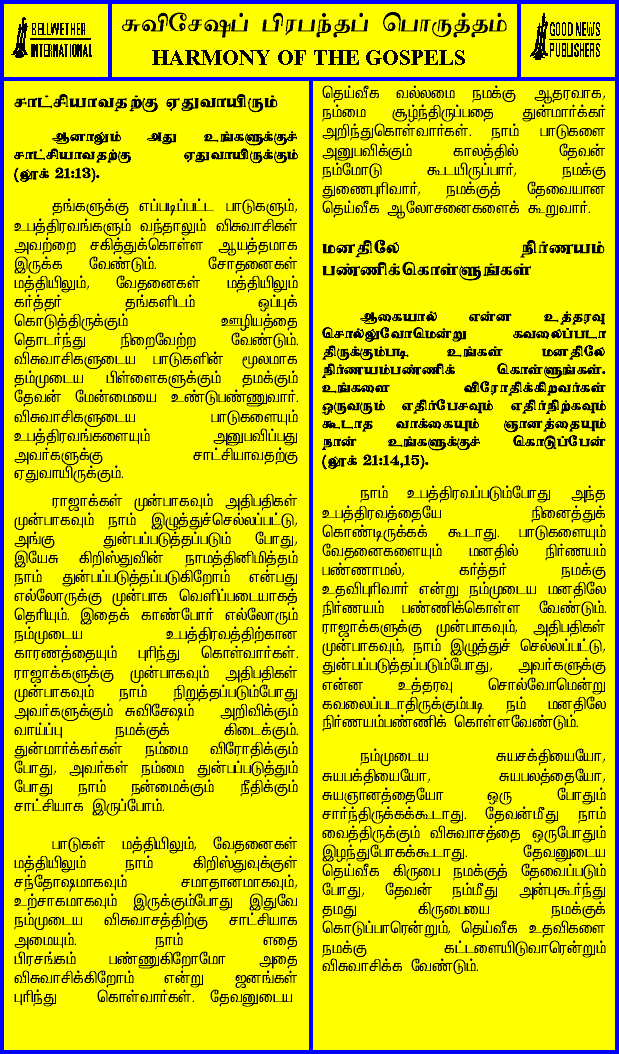 BELLWETHER
INTERNATIONAL
சுவிசேஷப் பிரபந்தப் பொருத்தம்
HARMONY OF THE GOSPELS
GOOD NEWS
PUBLISHERS
சாட்சியாவதற்கு ஏதுவாயிரும்
ஆனாலும் அது உங்களுக்குச்
சாட்சியாவதற்கு ஏதுவாயிருக்கும்
(லூக் 21:13).
தங்களுக்கு எப்படிப்பட்ட பாடுகளும்,
உபத்திரவங்களும் வந்தாலும் விசுவாசிகள்
அவற்றை சகித்துக்கொள்ள ஆயத்தமாக
இருக்க வேண்டும். சோதனைகள்
மத்தியிலும், வேதனைகள் மத்தியிலும்
கர்த்தர் தங்களிடம் ஒப்புக்
கொடுத்திருக்கும் ஊழியத்தை
தொடர்ந்து நிறைவேற்ற வேண்டும்.
விசுவாசிகளுடைய பாடுகளின் மூலமாக
தம்முடைய பிள்ளைகளுக்கும் தமக்கும்
தேவன் மேன்மையை உண்டுபண்ணுவார்.
விசுவாசிகளுடைய பாடுகளையும்
உபத்திரவங்களையும் அனுபவிப்பது
அவர்களுக்கு சாட்சியாவதற்கு
ஏதுவாயிருக்கும்.
ராஜாக்கள் முன்பாகவும் அதிபதிகள்
முன்பாகவும் நாம் இழுத்துச்செல்லப்பட்டு,
அங்கு துன்பப்படுத்தப்படும் போது,
இயேசு கிறிஸ்துவின் நாமத்தினிமித்தம்
நாம் துன்பப்படுத்தப்படுகிறோம் என்பது
எல்லோருக்கு முன்பாக வெளிப்படையாகத்
தெரியும். இதைக் காண்போர் எல்லோரும்
நம்முடைய உபத்திரவத்திற்கான
காரணத்தையும் புரிந்து கொள்வார்கள்.
ராஜாக்களுக்கு முன்பாகவும் அதிபதிகள்
முன்பாகவும் நாம் நிறுத்தப்படும்போது
அவர்களுக்கும் சுவிசேஷம் அறிவிக்கும்
வாய்ப்பு நமக்குக் கிடைக்கும்.
துன்மார்க்கர்கள் நம்மை விரோதிக்கும்
போது, அவர்கள் நம்மை துன்பப்படுத்தும்
போது நாம் நன்மைக்கும் நீதிக்கும்
சாட்சியாக இருப்போம்.
பாடுகள் மத்தியிலும், வேதனைகள்
மத்தியிலும் நாம் கிறிஸ்துவுக்குள்
சந்தோஷமாகவும் சமாதானமாகவும்,
உற்சாகமாகவும் இருக்கும்போது இதுவே
நம்முடைய விசுவாசத்திற்கு சாட்சியாக
அமையும். நாம் எதை
பிரசங்கம் பண்ணுகிறோமோ அதை
விசுவாசிக்கிறோம் என்று ஜனங்கள்
புரிந்து கொள்வார்கள். தேவனுடைய
தெய்வீக வல்லமை நமக்கு ஆதரவாக,
நம்மை சூழ்ந்திருப்பதை துன்மார்க்கர்
அறிந்துகொள்வார்கள். நாம் பாடுகளை
அனுபவிக்கும் காலத்தில் தேவன்
நம்மோடு கூடயிருப்பார், நமக்கு
துணைபுரிவார், நமக்குத் தேவையான
தெய்வீக ஆலோசனைகளைக் கூறுவார்.
மனதிலே நிர்ணயம்
பண்ணிக்கொள்ளுங்கள்
ஆகையால் என்ன உத்தரவு
சொல்லுவோமென்று கவலைப்படா
திருக்கும்படி, உங்கள் மனதிலே
நிர்ணயம்பண்ணிக் கொள்ளுங்கள்.
உங்களை விரோதிக்கிறவர்கள்
ஒருவரும் எதிர்பேசவும் எதிர்நிற்கவும்
கூடாத வாக்கையும் ஞானத்தையும்
நான் உங்களுக்குச் கொடுப்பேன்
(லூக் 21:14,15).
நாம் உபத்திரவப்படும்போது அந்த
உபத்திரவத்தையே நினைத்துக்
கொண்டிருக்கக் கூடாது. பாடுகளையும்
வேதனைகளையும் மனதில் நிர்ணயம்
பண்ணாமல், கர்த்தர் நமக்கு
உதவிபுரிவார் என்று நம்முடைய மனதிலே
நிர்ணயம் பண்ணிக்கொள்ள வேண்டும்.
ராஜாக்களுக்கு முன்பாகவும், அதிபதிகள்
முன்பாகவும், நாம் இழுத்துச் செல்லப்பட்டு,
துன்பப்படுத்தப்படும்போது, அவர்களுக்கு
என்ன உத்தரவு சொல்வோமென்று
கவலைப்படாதிருக்கும்படி நம் மனதிலே
நிர்ணயம்பண்ணிக் கொள்ளவேண்டும்.
நம்முடைய சுயசக்தியையோ,
சுயபக்தியையோ, சுயபலத்தையோ,
சுயஞானத்தையோ ஒரு போதும்
சார்ந்திருக்கக்கூடாது. தேவன்மீது நாம்
வைத்திருக்கும் விசுவாசத்தை ஒருபோதும்
இழந்துபோகக்கூடாது. தேவனுடைய
தெய்வீக கிருபை நமக்குத் தேவைப்படும்
போது, தேவன் நம்மீது அன்புகூர்ந்து
தமது கிருபையை நமக்குக்
கொடுப்பாரென்றும், தெய்வீக உதவிகளை
நமக்கு கட்டளையிடுவாரென்றும்
விசுவாசிக்க வேண்டும்.